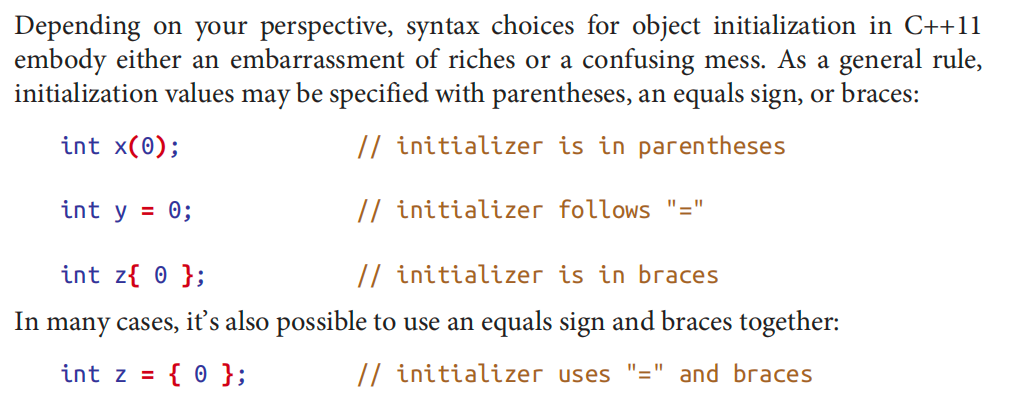 Depending on your perspective, syntax choices for object initialization in C++11
embody either an embarrassment of riches or a confusing mess. As a general rule,
initialization values may be specified with parentheses, an equals sign, or braces:
int x(0); // initializer is in parentheses
int y = 0; // initializer follows "="
int z{ 0 }; // initializer is in braces
In many cases, it’s also possible to use an equals sign and braces together:
int z = { 0 }; // initializer uses "=" and braces